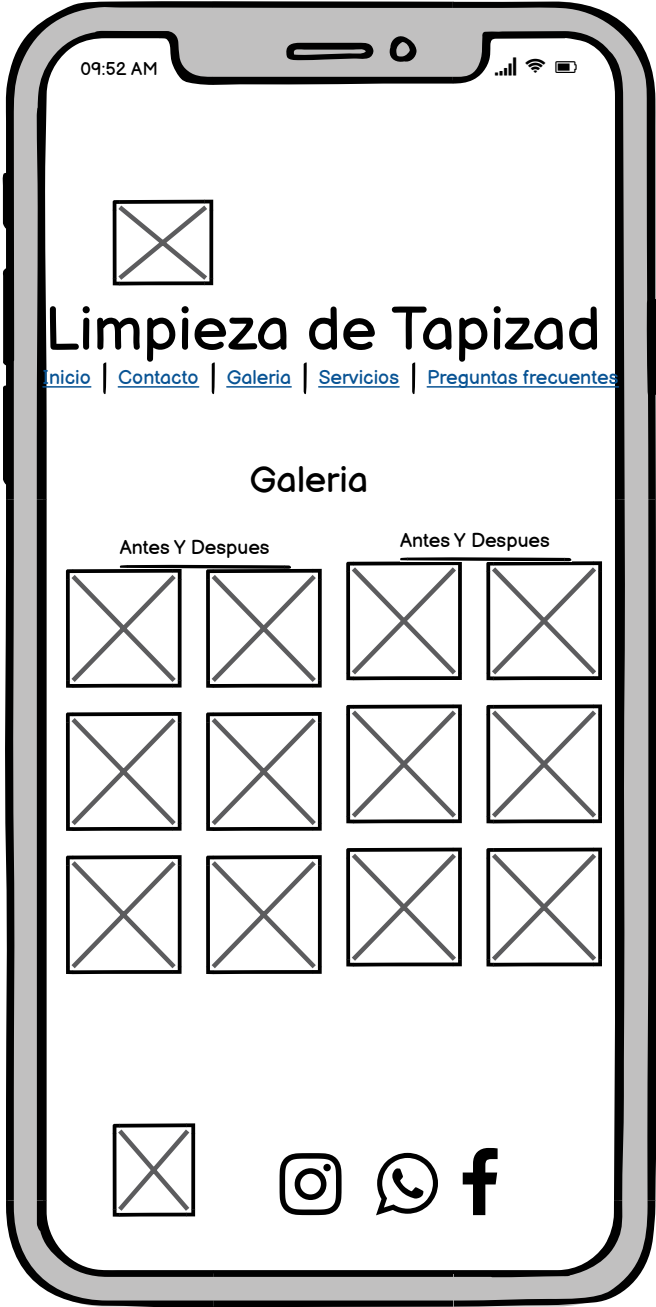 09:52 AM
Limpieza de Tapizad
Inicio | Contacto | Galeria | Servicios | Preguntas frecuentes
Galeria
Antes Y Despues
Antes Y Despues